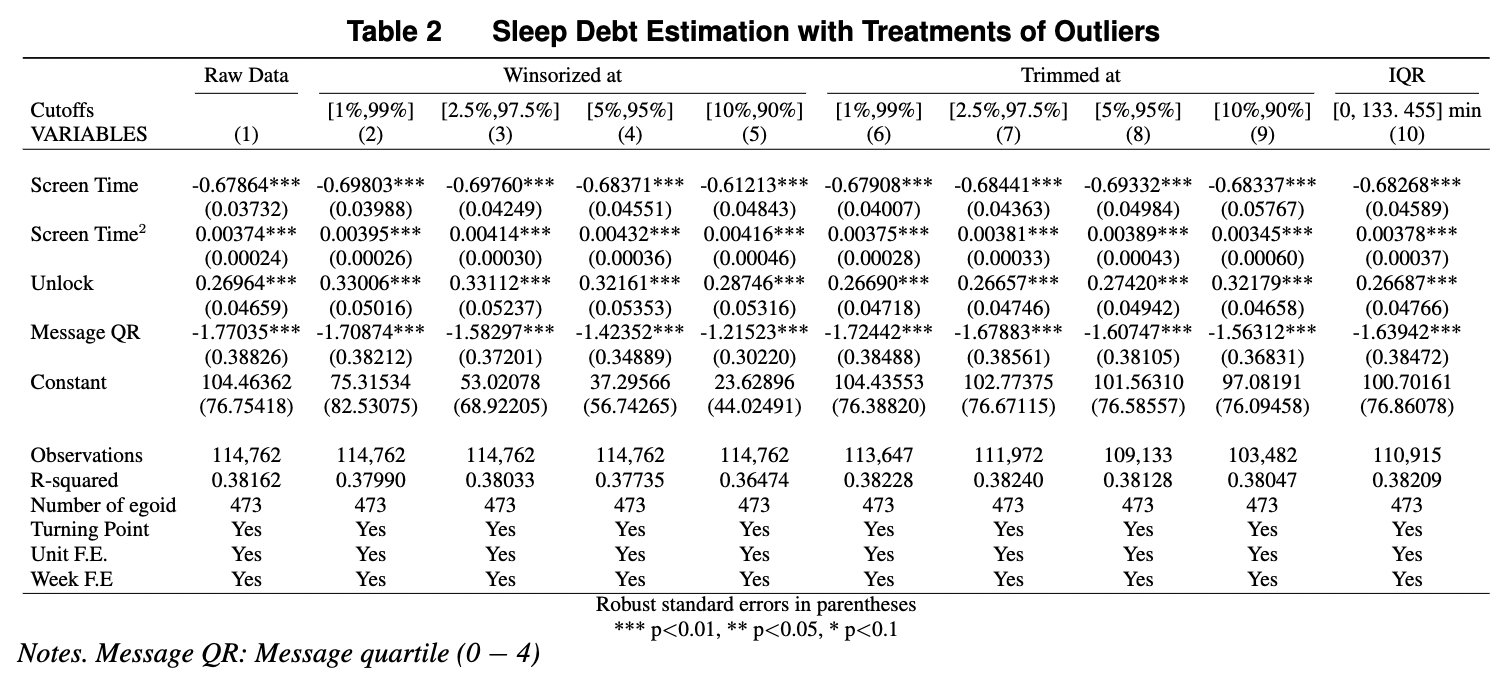 Table 2 Sleep Debt Estimation with Treatments of Outliers
Raw Data Winsorized at Trimmed at IQR
Cutoffs [1%,99%] [2.5%,97.5%] [5%,95%] [10%,90%] [1%,99%] [2.5%,97.5%] [5%,95%] [10%,90%] [0, 133. 455] min
VARIABLES (1) (2) (3) (4) (5) (6) (7) (8) (9) (10)
Screen Time -0.67864*** -0.69803*** -0.69760*** -0.68371*** -0.61213*** -0.67908*** -0.68441*** -0.69332*** -0.68337*** -0.68268***
(0.03732) (0.03988) (0.04249) (0.04551) (0.04843) (0.04007) (0.04363) (0.04984) (0.05767) (0.04589)
Screen Time² 0.00374*** 0.00395*** 0.00414*** 0.00432*** 0.00416*** 0.00375*** 0.00381*** 0.00389*** 0.00345*** 0.00378***
(0.00024) (0.00026) (0.00030) (0.00036) (0.00046) (0.00028) (0.00033) (0.00043) (0.00060) (0.00037)
Unlock 0.26964*** 0.33006*** 0.33112*** 0.32161*** 0.28746*** 0.26690*** 0.26657*** 0.27420*** 0.32179*** 0.26687***
(0.04659) (0.05016) (0.05237) (0.05353) (0.05316) (0.04718) (0.04746) (0.04942) (0.04658) (0.04766)
Message QR -1.77035*** -1.70874*** -1.58297*** -1.42352*** -1.21523*** -1.72442*** -1.67883*** -1.60747*** -1.56312*** -1.63942***
(0.38826) (0.38212) (0.37201) (0.34889) (0.30220) (0.38488) (0.38561) (0.38105) (0.36831) (0.38472)
Constant 104.46362 75.31534 53.02078 37.29566 23.62896 104.43553 102.77375 101.56310 97.08191 100.70161
(76.75418) (82.53075) (68.92205) (56.74265) (44.02491) (76.38820) (76.67115) (76.58557) (76.09458) (76.86078)
Observations 114,762 114,762 114,762 114,762 114,762 113,647 111,972 109,133 103,482 110,915
R-squared 0.38162 0.37990 0.38033 0.37735 0.36474 0.38228 0.38240 0.38128 0.38047 0.38209
Number of egoid 473 473 473 473 473 473 473 473 473 473
Turning Point Yes Yes Yes Yes Yes Yes Yes Yes Yes Yes
Unit F.E. Yes Yes Yes Yes Yes Yes Yes Yes Yes Yes
Week F.E Yes Yes Yes Yes Yes Yes Yes Yes Yes Yes
Robust standard errors in parentheses
*** p<0.01, ** p<0.05, * p<0.1
Notes. Message QR: Message quartile (0 − 4)